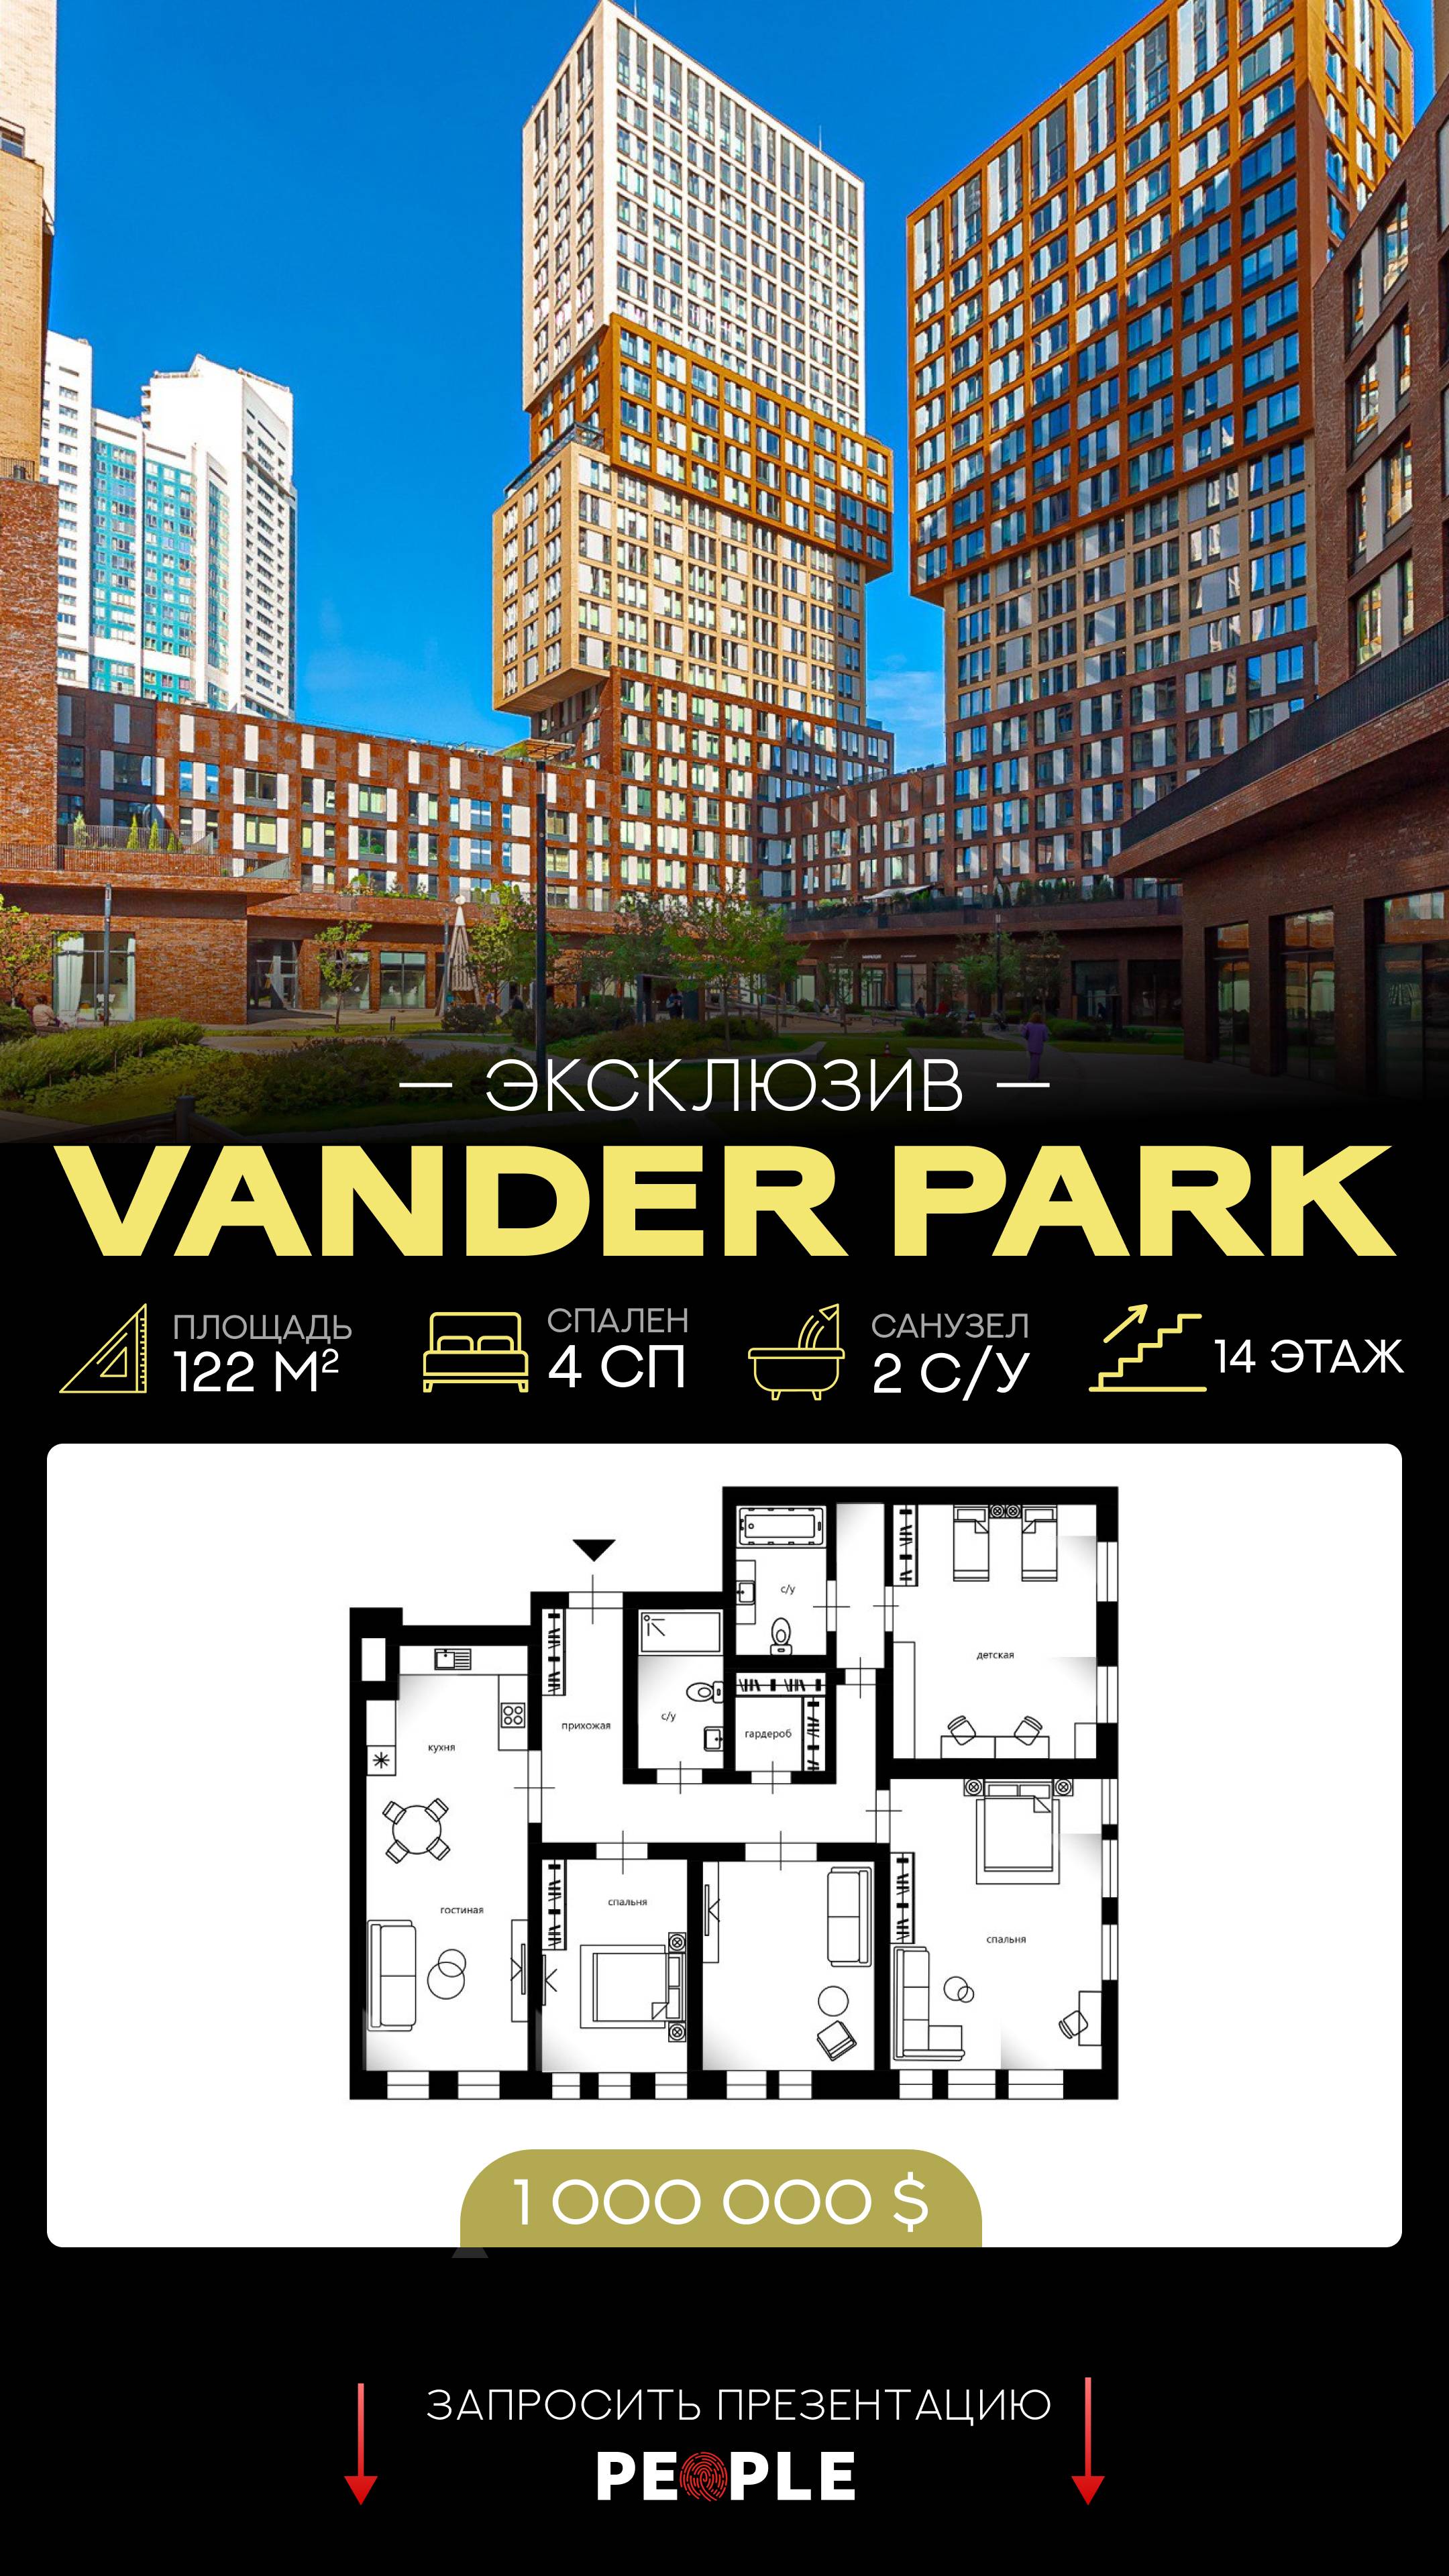 — ЭКСКЛЮЗИВ —
VANDER PARK
ПЛОЩАДЬ
122 М²
СПАЛЕН
4 СП
САНУЗЕЛ
2 С/У
14 ЭТАЖ
с/у
детская
прихожая
с/у
гардероб
кухня
гостиная
спальня
спальня
1 000 000 $
ЗАПРОСИТЬ ПРЕЗЕНТАЦИЮ
PEOPLE